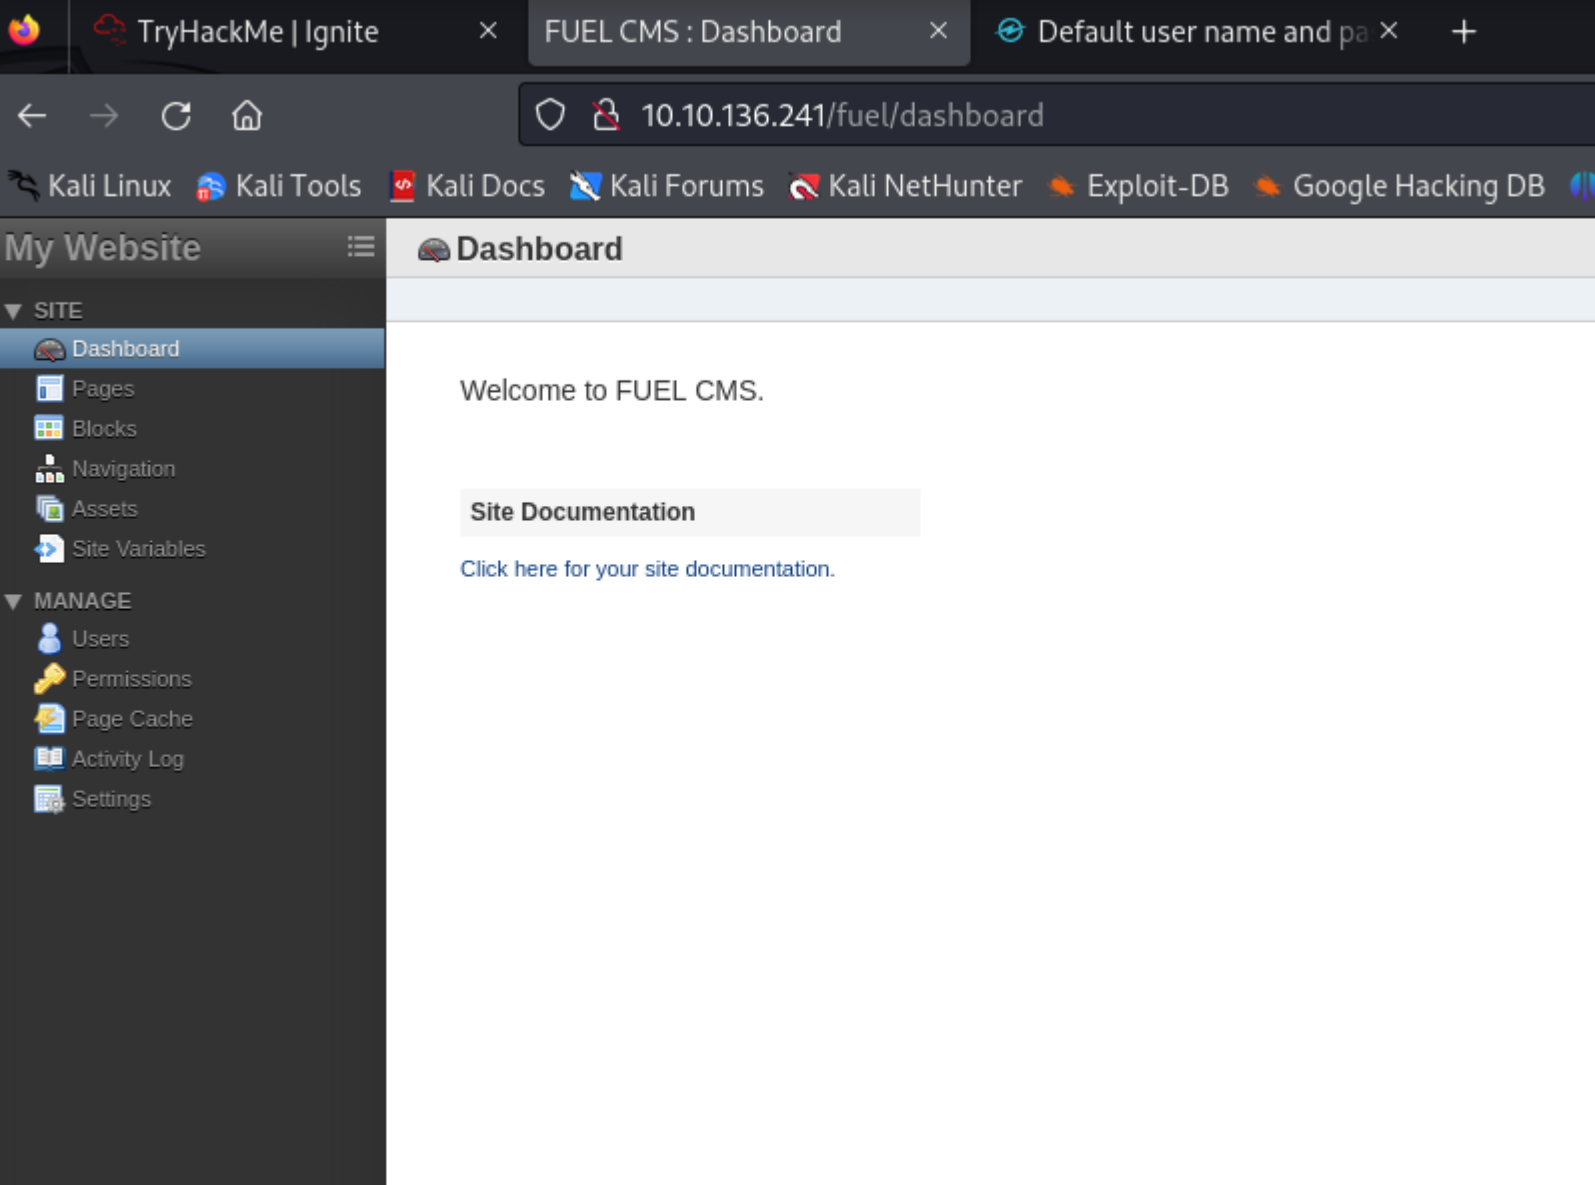 TryHackMe | Ignite
FUEL CMS : Dashboard
Default user name and pa
10.10.136.241/fuel/dashboard
Kali Linux Kali Tools Kali Docs Kali Forums Kali NetHunter Exploit-DB Google Hacking DB
My Website
Dashboard
SITE
Dashboard
Pages
Blocks
Navigation
Assets
Site Variables
MANAGE
Users
Permissions
Page Cache
Activity Log
Settings
Welcome to FUEL CMS.
Site Documentation
Click here for your site documentation.